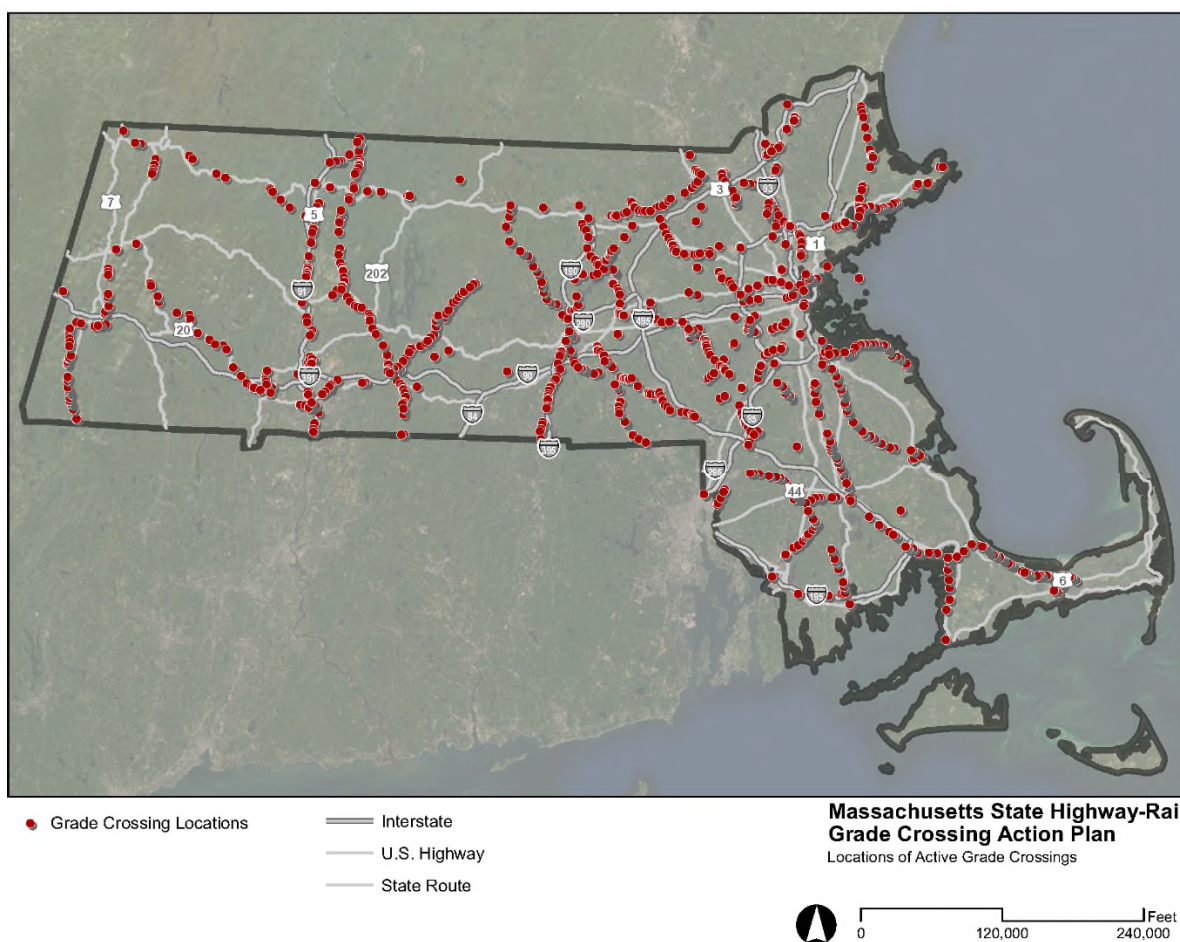 93
3
7
5
1
202
190
91
290
495
20
391
90
84
95
395
295
44
6
195
Grade Crossing Locations
Interstate
U.S. Highway
State Route
Massachusetts State Highway-Rai
Grade Crossing Action Plan
Locations of Active Grade Crossings
Feet
0
120,000
240,000